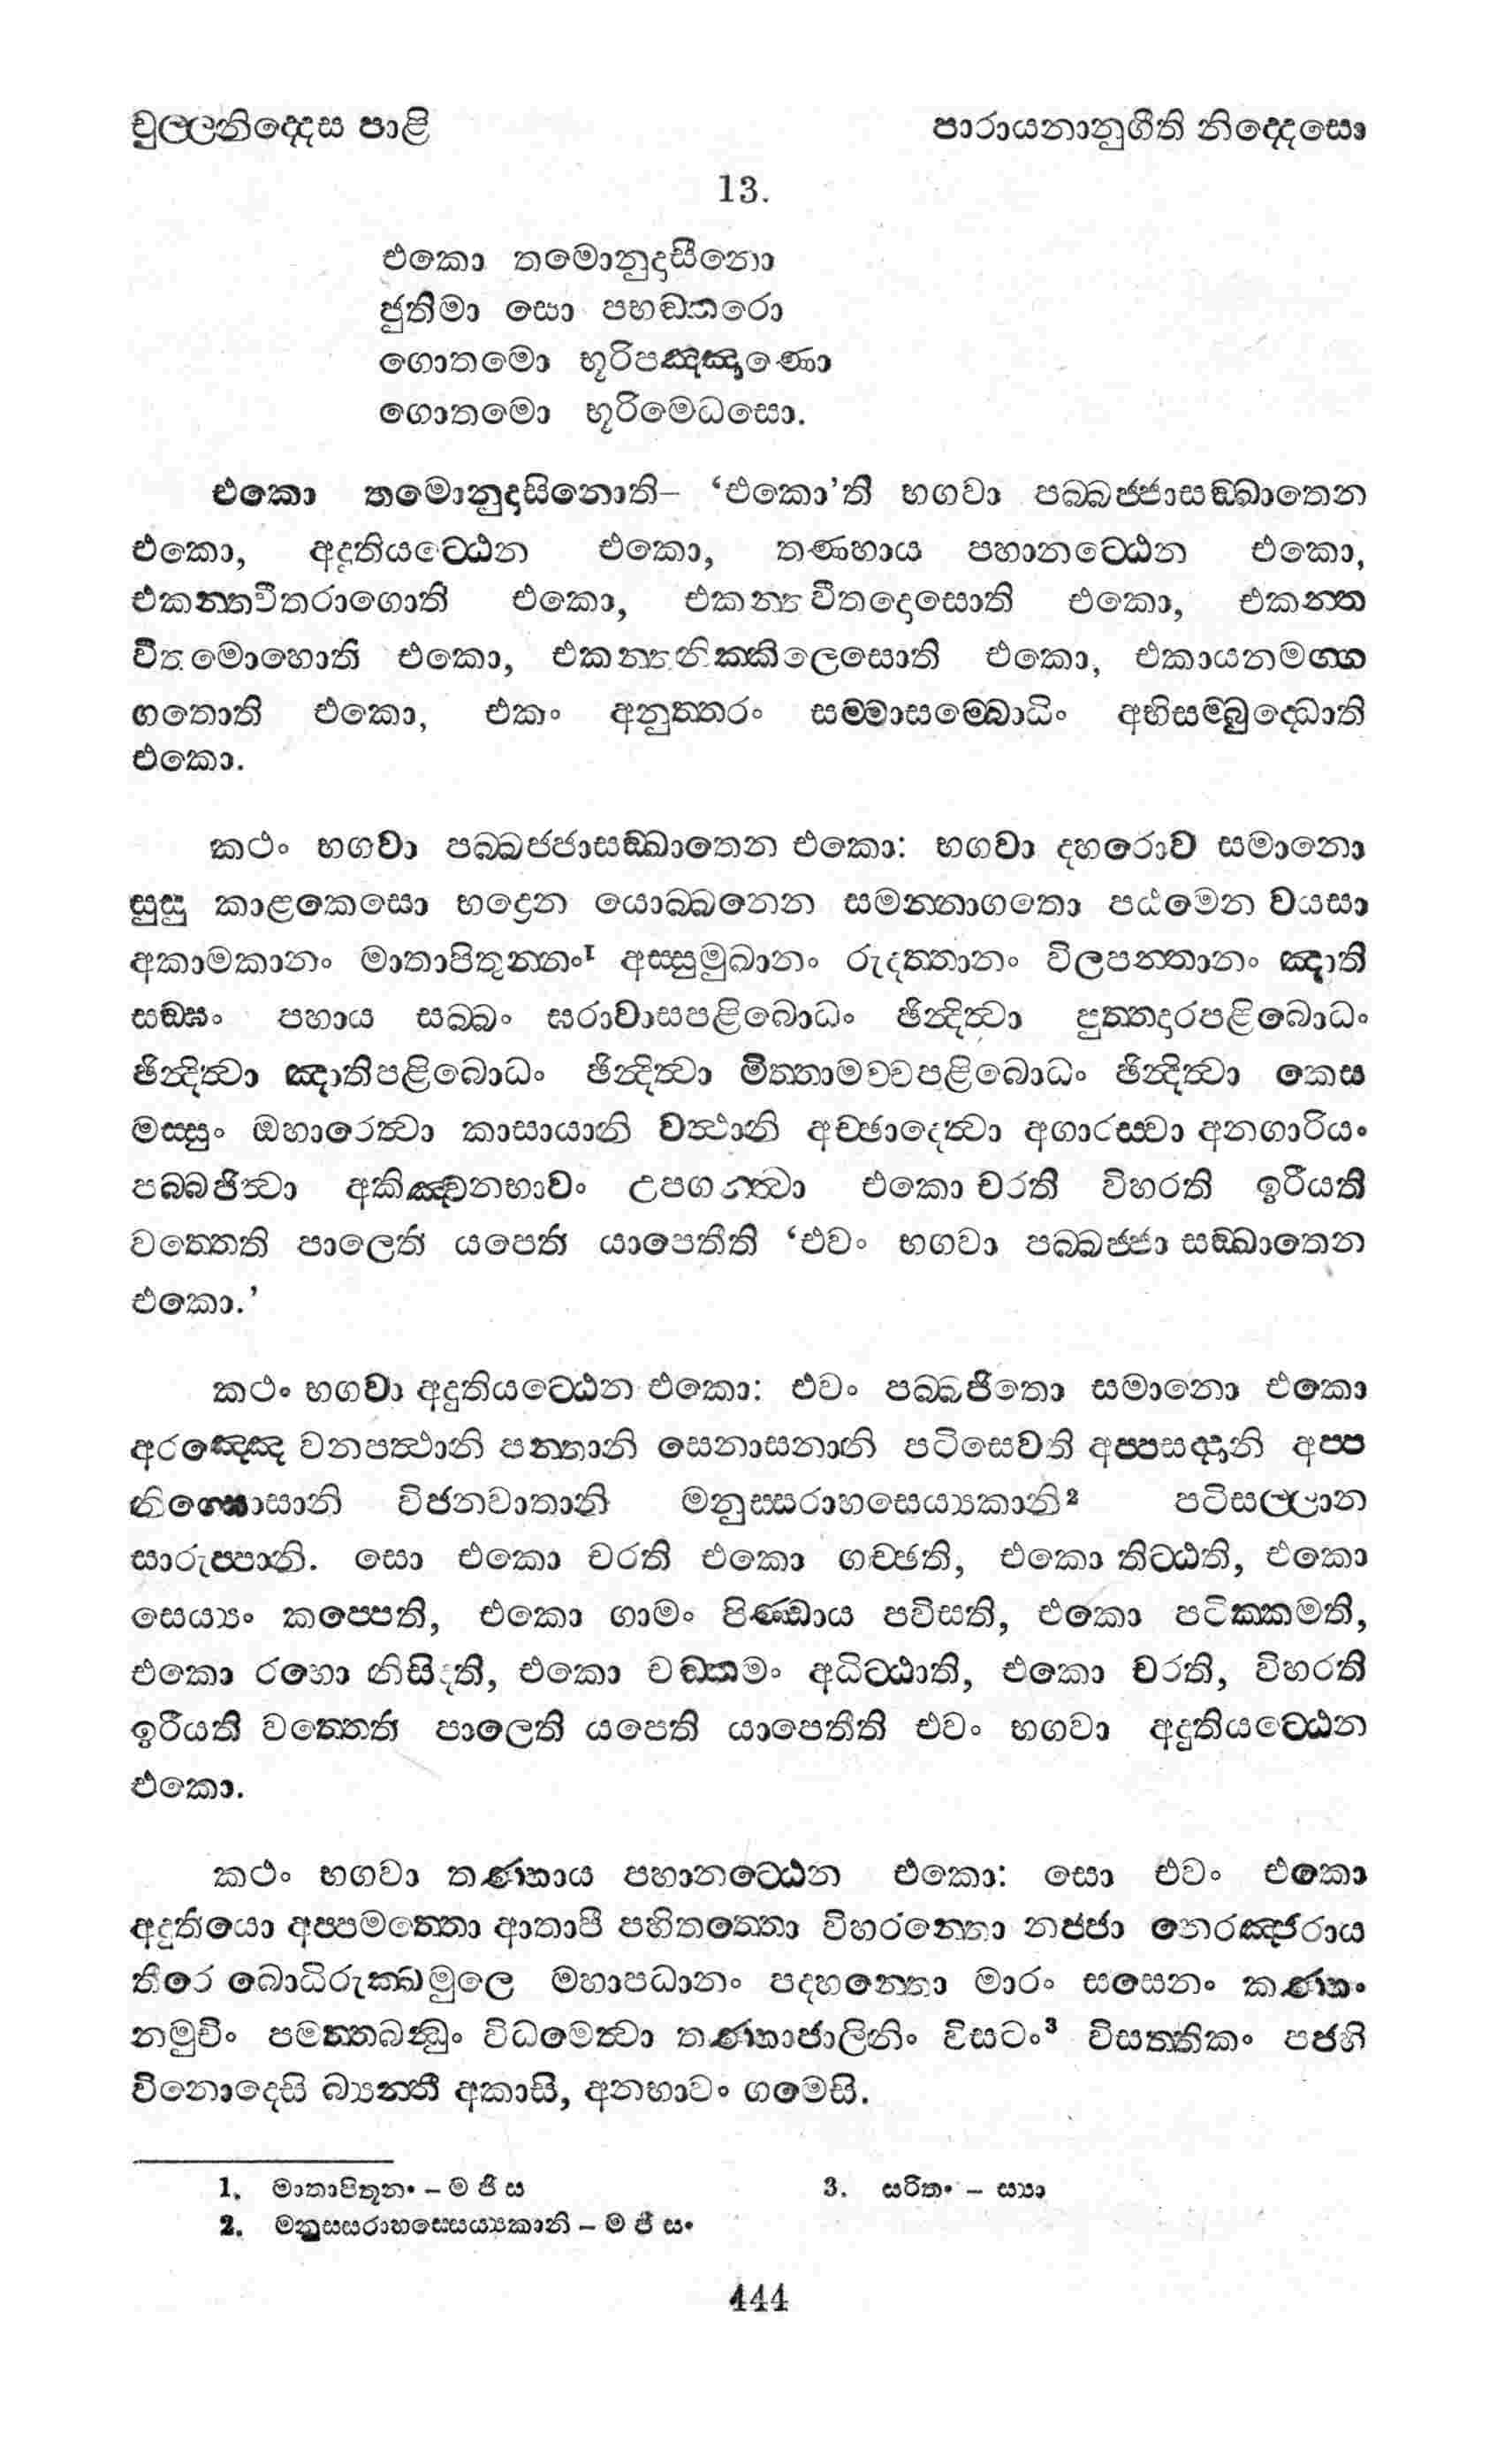 චුල්ලනිද්දෙස පාළි
පාරායනානුගීති නිද්දෙසො
13.
එකො තමොනුදාසීනො
ජුතිමා සො පභඞ්කරො
ගොතමො භූරිපඤ්ඤාණො
ගොතමො භූරිමෙධසො.
එකො තමොනුදාසිනොති– ‘එකො’ති භගවා පබ්බජ්ජාසඞ්ඛාතෙන
එකො, අදුතියට්ඨෙන එකො, තණ්හාය පහානට්ඨෙන එකො,
එකන්තවීතරාගොති එකො, එකන්තවීතදොසොති එකො, එකන්ත
වීතමොහොති එකො, එකන්තනික්කිලෙසොති එකො, එකායනමග්ග
ගතොති එකො, එකං අනුත්තරං සම්මාසම්බොධිං අභිසම්බුද්ධොති
එකො.
කථං භගවා පබ්බජ්ජාසඞ්ඛාතෙන එකො: භගවා දහරොව සමානො
සුසු කාළකෙසො භද්‍රෙන යොබ්බනෙන සමන්නාගතො පඨමෙන වයසා
අකාමකානං මාතාපිතුන්නං¹ අස්සුමුඛානං රුදන්තානං විලපන්තානං ඤාති
සඞ්ඝං පහාය සබ්බං ඝරාවාසපළිබොධං ඡින්දිත්වා පුත්තදාරපළිබොධං
ඡින්දිත්වා ඤාතිපළිබොධං ඡින්දිත්වා මිත්තාමච්චපළිබොධං ඡින්දිත්වා කෙස
මස්සුං ඔහාරෙත්වා කාසායානි වත්ථානි අච්ඡාදෙත්වා අගාරස්මා අනගාරියං
පබ්බජිත්වා අකිඤ්චනභාවං උපගන්ත්වා එකො චරති විහරති ඉරීයති
වත්තෙති පාලෙති යපෙති යාපෙතීති ‘එවං භගවා පබ්බජ්ජා සඞ්ඛාතෙන
එකො.’
කථං භගවා අදුතියට්ඨෙන එකො: එවං පබ්බජිතො සමානො එකො
අරඤ්ඤෙ වනපත්ථානි පන්තානි සෙනාසනානි පටිසෙවති අප්පසද්දානි අප්ප
නිග්ඝොසානි විජනවාතානි මනුස්සරාහසෙය්‍යකානි² පටිසල්ලාන
සාරුප්පානි. සො එකො චරති එකො ගච්ඡති, එකො තිට්ඨති, එකො
සෙය්‍යං කප්පෙති, එකො ගාමං පිණ්ඩාය පවිසති, එකො පටික්කමති,
එකො රහො නිසීදති, එකො චඞ්කමං අධිට්ඨාති, එකො චරති, විහරති
ඉරීයති වත්තෙති පාලෙති යපෙති යාපෙතීති එවං භගවා අදුතියට්ඨෙන
එකො.
කථං භගවා තණ්හාය පහානට්ඨෙන එකො: සො එවං එකො
අදුතියො අප්පමත්තො ආතාපී පහිතත්තො විහරන්තො නජ්ජා නෙරඤ්ජරාය
තීරෙ බොධිරුක්ඛමුලෙ මහාපධානං පදහන්තො මාරං සසෙනං කණ්හං
නමුචිං පමත්තබන්ධුං විධමෙත්වා තණ්හාජාලිනිං විසටං³ විසත්තිකං පජහි
විනොදෙසි බ්‍යන්තී අකාසි, අනභාවං ගමෙසි.
1. මාතාපිතූනං – ම ජි ස
3. සරිතං – ස්‍යා
2. මනුස්සරාහස්සෙය්‍යකානි – ම ජි සං
444